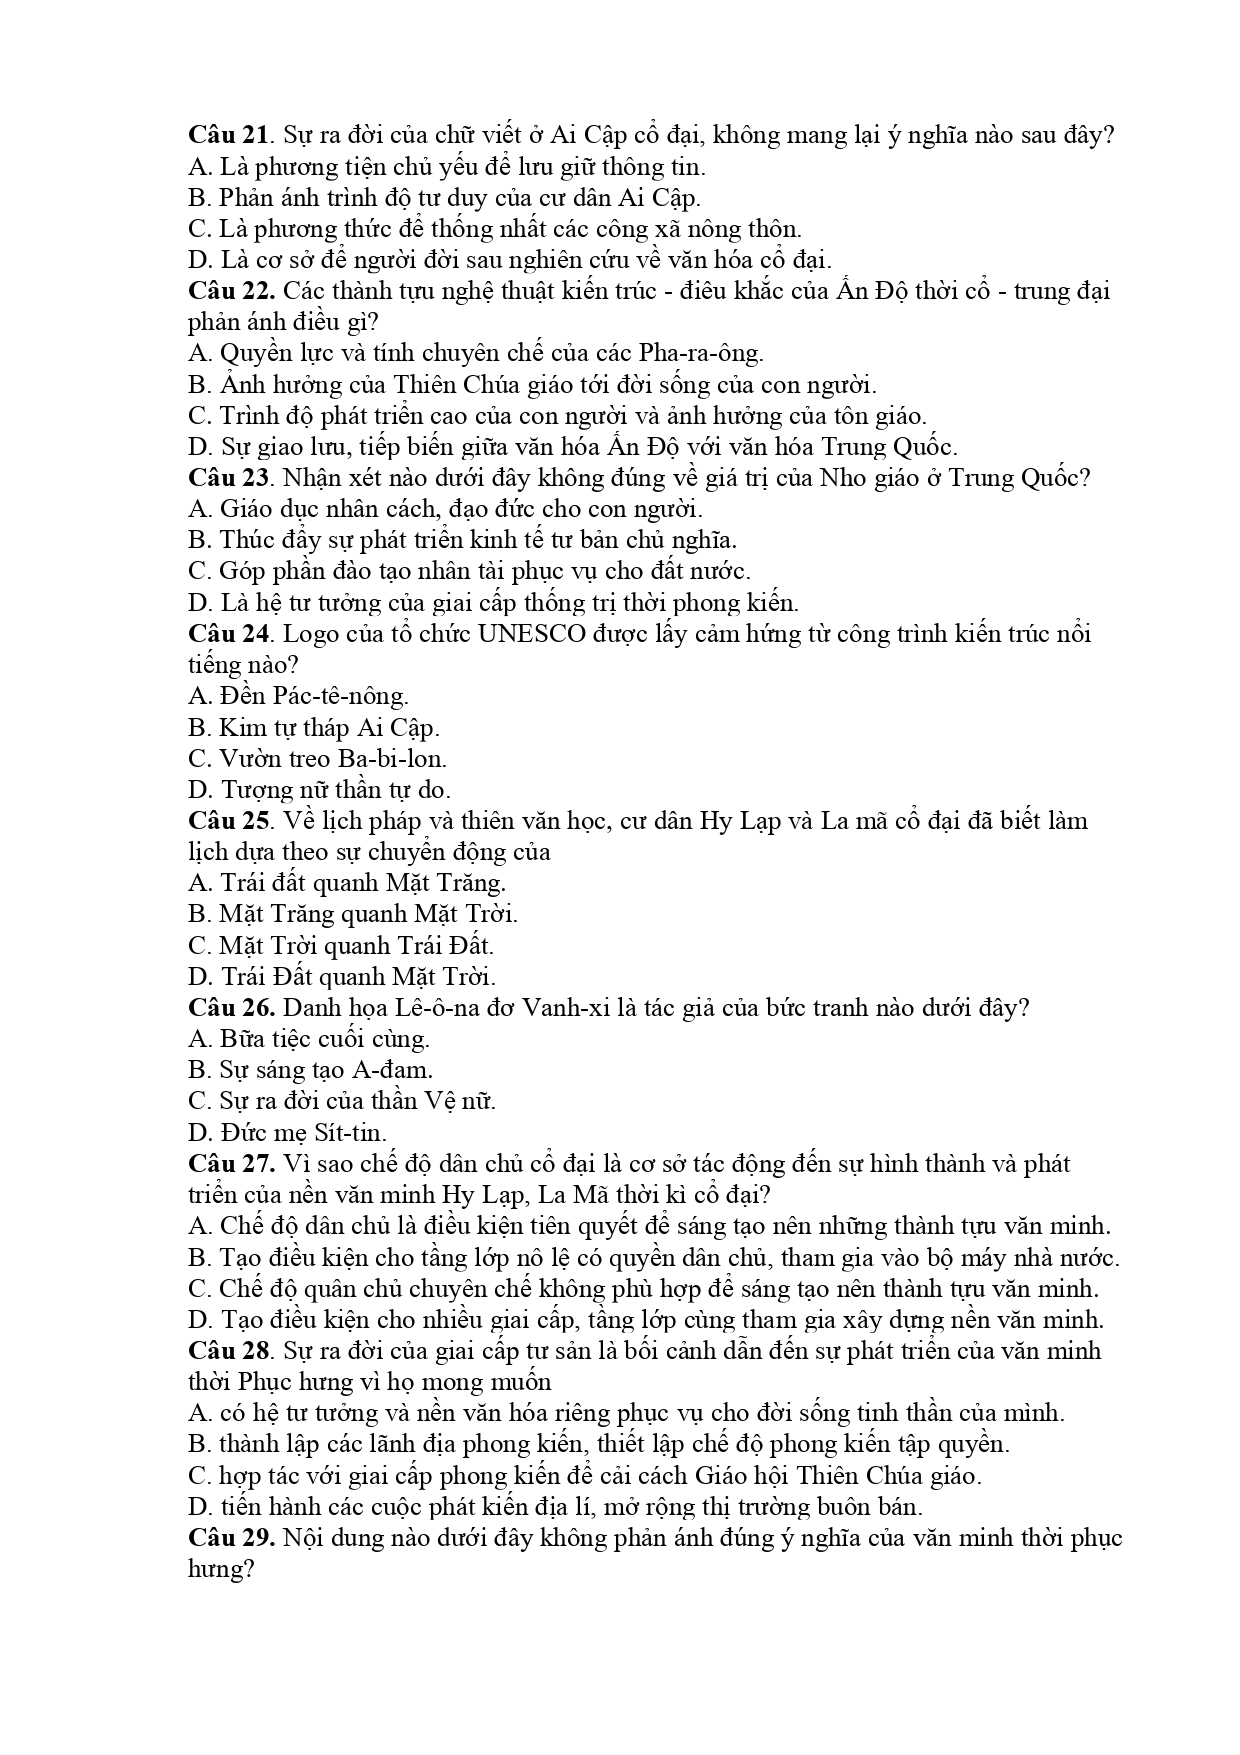 Câu 21. Sự ra đời của chữ viết ở Ai Cập cổ đại, không mang lại ý nghĩa nào sau đây?
A. Là phương tiện chủ yếu để lưu giữ thông tin.
B. Phản ánh trình độ tư duy của cư dân Ai Cập.
C. Là phương thức để thống nhất các công xã nông thôn.
D. Là cơ sở để người đời sau nghiên cứu về văn hóa cổ đại.
Câu 22. Các thành tựu nghệ thuật kiến trúc - điêu khắc của Ấn Độ thời cổ - trung đại
phản ánh điều gì?
A. Quyền lực và tính chuyên chế của các Pha-ra-ông.
B. Ảnh hưởng của Thiên Chúa giáo tới đời sống của con người.
C. Trình độ phát triển cao của con người và ảnh hưởng của tôn giáo.
D. Sự giao lưu, tiếp biến giữa văn hóa Ấn Độ với văn hóa Trung Quốc.
Câu 23. Nhận xét nào dưới đây không đúng về giá trị của Nho giáo ở Trung Quốc?
A. Giáo dục nhân cách, đạo đức cho con người.
B. Thúc đẩy sự phát triển kinh tế tư bản chủ nghĩa.
C. Góp phần đào tạo nhân tài phục vụ cho đất nước.
D. Là hệ tư tưởng của giai cấp thống trị thời phong kiến.
Câu 24. Logo của tổ chức UNESCO được lấy cảm hứng từ công trình kiến trúc nổi
tiếng nào?
A. Đền Pác-tê-nông.
B. Kim tự tháp Ai Cập.
C. Vườn treo Ba-bi-lon.
D. Tượng nữ thần tự do.
Câu 25. Về lịch pháp và thiên văn học, cư dân Hy Lạp và La mã cổ đại đã biết làm
lịch dựa theo sự chuyển động của
A. Trái đất quanh Mặt Trăng.
B. Mặt Trăng quanh Mặt Trời.
C. Mặt Trời quanh Trái Đất.
D. Trái Đất quanh Mặt Trời.
Câu 26. Danh họa Lê-ô-na đơ Vanh-xi là tác giả của bức tranh nào dưới đây?
A. Bữa tiệc cuối cùng.
B. Sự sáng tạo A-đam.
C. Sự ra đời của thần Vệ nữ.
D. Đức mẹ Sít-tin.
Câu 27. Vì sao chế độ dân chủ cổ đại là cơ sở tác động đến sự hình thành và phát
triển của nền văn minh Hy Lạp, La Mã thời kì cổ đại?
A. Chế độ dân chủ là điều kiện tiên quyết để sáng tạo nên những thành tựu văn minh.
B. Tạo điều kiện cho tầng lớp nô lệ có quyền dân chủ, tham gia vào bộ máy nhà nước.
C. Chế độ quân chủ chuyên chế không phù hợp để sáng tạo nên thành tựu văn minh.
D. Tạo điều kiện cho nhiều giai cấp, tầng lớp cùng tham gia xây dựng nền văn minh.
Câu 28. Sự ra đời của giai cấp tư sản là bối cảnh dẫn đến sự phát triển của văn minh
thời Phục hưng vì họ mong muốn
A. có hệ tư tưởng và nền văn hóa riêng phục vụ cho đời sống tinh thần của mình.
B. thành lập các lãnh địa phong kiến, thiết lập chế độ phong kiến tập quyền.
C. hợp tác với giai cấp phong kiến để cải cách Giáo hội Thiên Chúa giáo.
D. tiến hành các cuộc phát kiến địa lí, mở rộng thị trường buôn bán.
Câu 29. Nội dung nào dưới đây không phản ánh đúng ý nghĩa của văn minh thời phục
hưng?